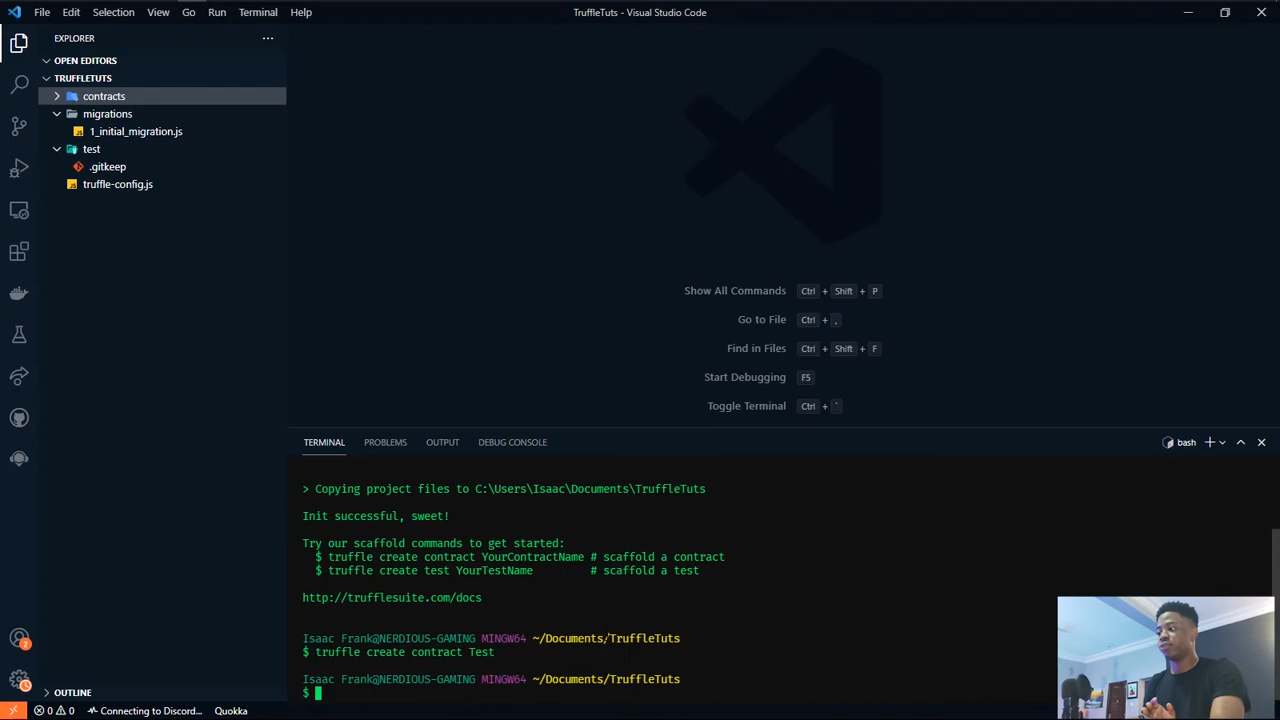 File Edit Selection View Go Run Terminal Help
TruffleTuts - Visual Studio Code
EXPLORER
OPEN EDITORS
TRUFFLETUTS
contracts
migrations
1_initial_migration.js
test
.gitkeep
truffle-config.js
Show All Commands Ctrl + Shift + P
Go to File Ctrl + ,
Find in Files Ctrl + Shift + F
Start Debugging F5
Toggle Terminal Ctrl + `
TERMINAL PROBLEMS OUTPUT DEBUG CONSOLE
bash
> Copying project files to C:\Users\Isaac\Documents\TruffleTuts
Init successful, sweet!
Try our scaffold commands to get started:
$ truffle create contract YourContractName # scaffold a contract
$ truffle create test YourTestName # scaffold a test
http://trufflesuite.com/docs
Isaac Frank@NERDIOUS-GAMING MINGW64 ~/Documents/TruffleTuts
$ truffle create contract Test
Isaac Frank@NERDIOUS-GAMING MINGW64 ~/Documents/TruffleTuts
$
2
OUTLINE
0 0 Connecting to Discord... Quokka